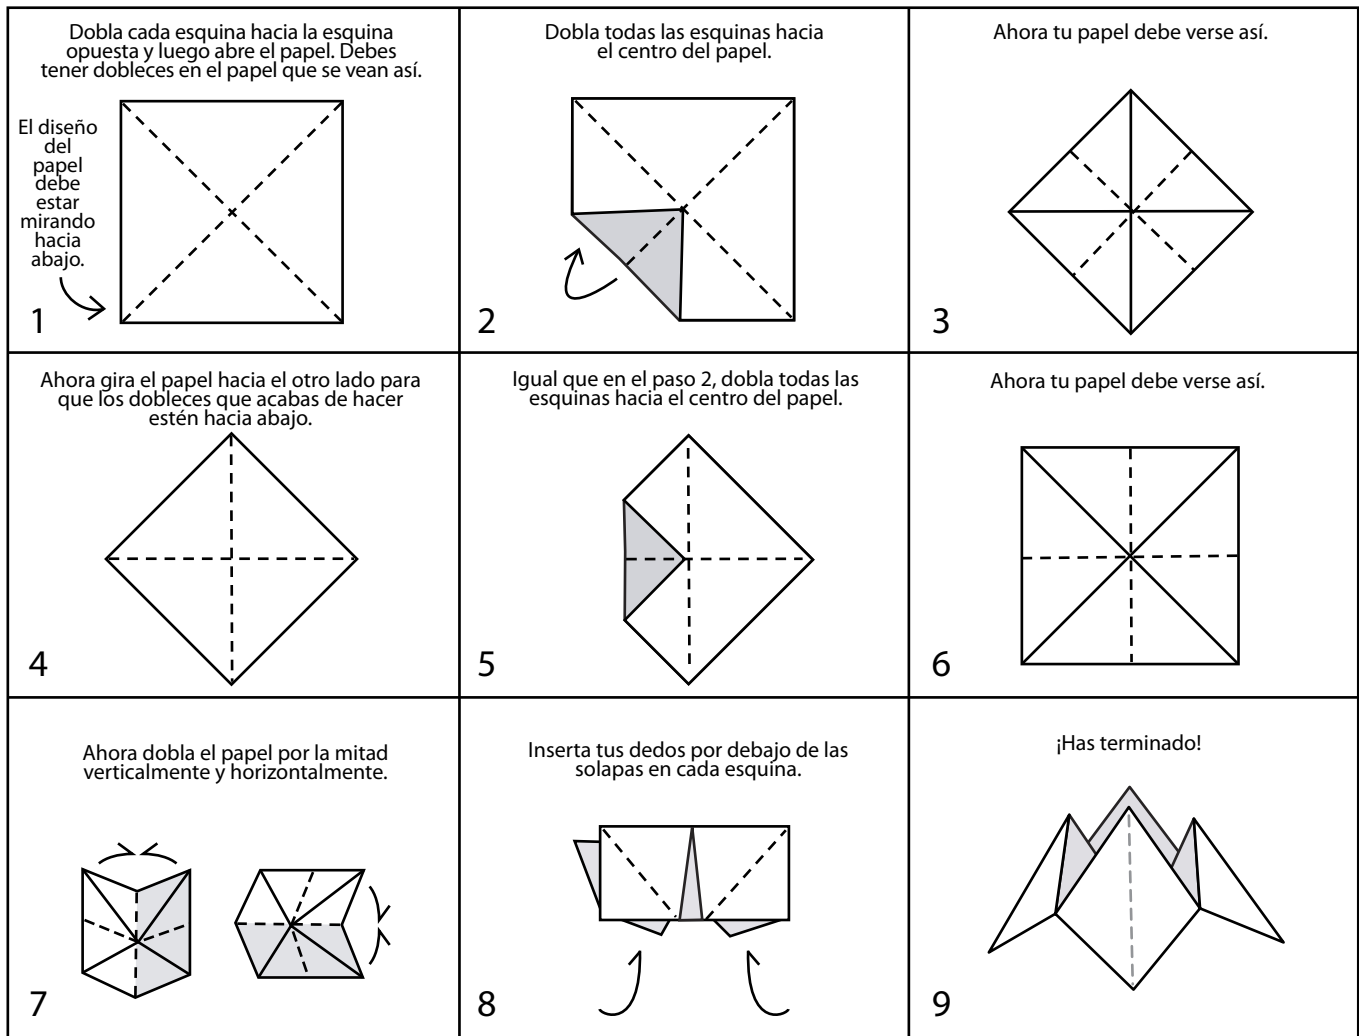 Dobla cada esquina hacia la esquina
opuesta y luego abre el papel. Debes
tener dobleces en el papel que se vean así.
El diseño
del
papel
debe
estar
mirando
hacia
abajo.
1
Dobla todas las esquinas hacia
el centro del papel.
2
Ahora tu papel debe verse así.
3
Ahora gira el papel hacia el otro lado para
que los dobleces que acabas de hacer
estén hacia abajo.
4
Igual que en el paso 2, dobla todas las
esquinas hacia el centro del papel.
5
Ahora tu papel debe verse así.
6
Ahora dobla el papel por la mitad
verticalmente y horizontalmente.
7
Inserta tus dedos por debajo de las
solapas en cada esquina.
8
¡Has terminado!
9